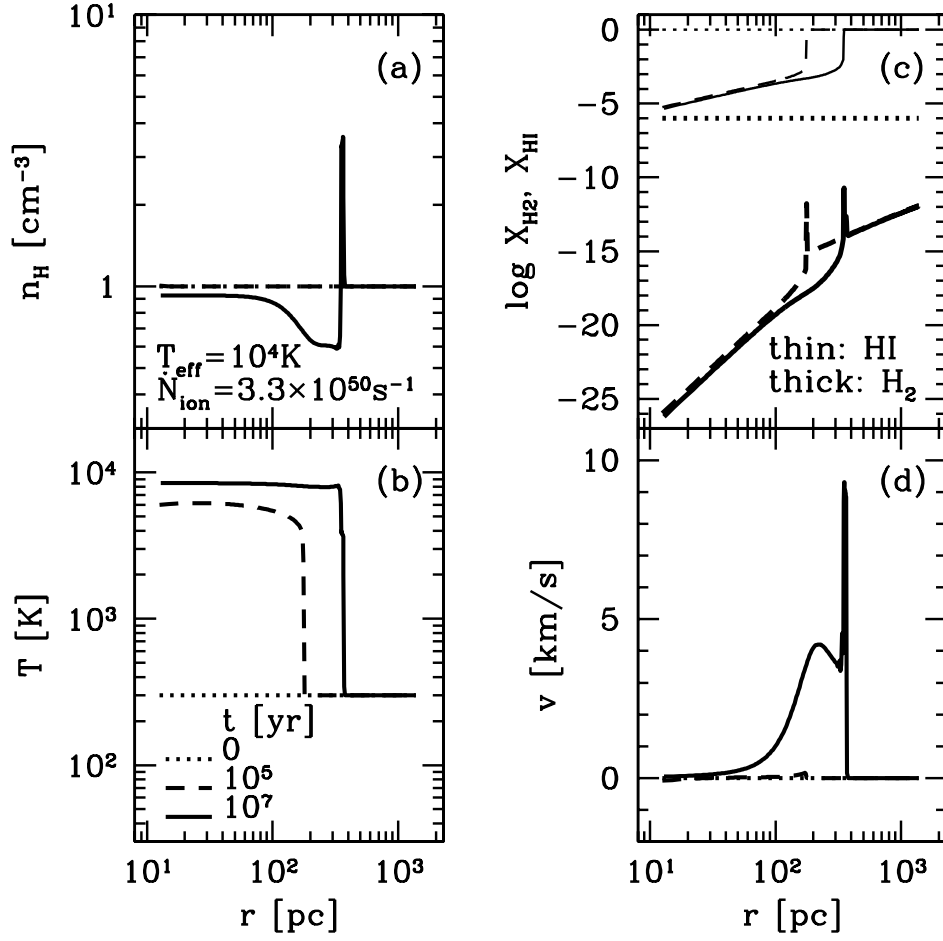 10¹
(a)
n_H [cm⁻³]
1
T_eff=10⁴K
Ṅ_ion=3.3×10⁵⁰s⁻¹
(b)
10⁴
10³
10²
T [K]
t [yr]
0
10⁵
10⁷
10¹ 10² 10³
r [pc]
(c)
0
−5
−10
−15
−20
−25
log X_H2, X_HI
thin: HI
thick: H₂
(d)
10
5
0
v [km/s]
10¹ 10² 10³
r [pc]